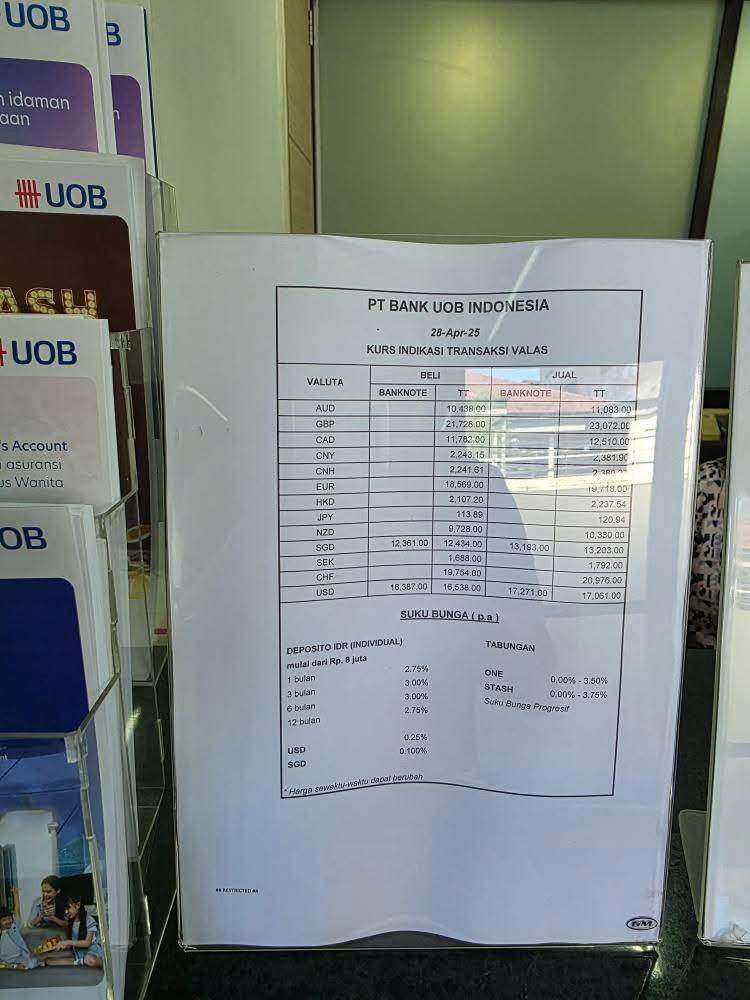 UOB
B
n idaman
aan
n
UOB
ASH
UOB
's Account
asuransi
us Wanita
OB
PT BANK UOB INDONESIA
28-Apr-25
KURS INDIKASI TRANSAKSI VALAS
VALUTA BELI JUAL
BANKNOTE TT BANKNOTE TT
AUD 10,438.00 11,083.00
GBP 21,728.00 23,072.00
CAD 11,782.00 12,510.00
CNY 2,243.15 2,381.90
CNH 2,241.61
EUR 18,569.00 19,718.00
HKD 2,107.20 2,237.54
JPY 113.89 120.94
NZD 9,728.00 10,330.00
SGD 12,361.00 12,434.00 13,193.00 13,203.00
SEK 1,688.00 1,792.00
CHF 19,754.00 20,976.00
USD 16,387.00 16,538.00 17,271.00 17,061.00
SUKU BUNGA ( p.a )
DEPOSITO IDR (INDIVIDUAL) TABUNGAN
mulai dari Rp. 8 juta
1 bulan 2.75% ONE 0.00% - 3.50%
3 bulan 3.00% STASH 0.00% - 3.75%
6 bulan 3.00% Suku Bunga Progresif
12 bulan 2.75%
USD 0.25%
SGD 0.100%
* Harga sewaktu-waktu dapat berubah
## RESTRICTED ##
GM